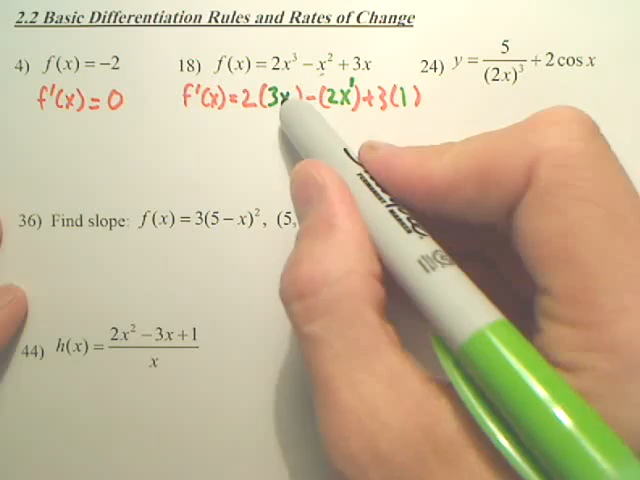 2.2 Basic Differentiation Rules and Rates of Change
4) f(x) = −2 18) f(x) = 2x³ − x² + 3x 24) y = 5/(2x)³ + 2 cos x
f'(x) = 0 f'(x) = 2(3x ) − (2x¹) + 3(1)
36) Find slope: f(x) = 3(5 − x)², (5,
44) h(x) = (2x² − 3x + 1)/x